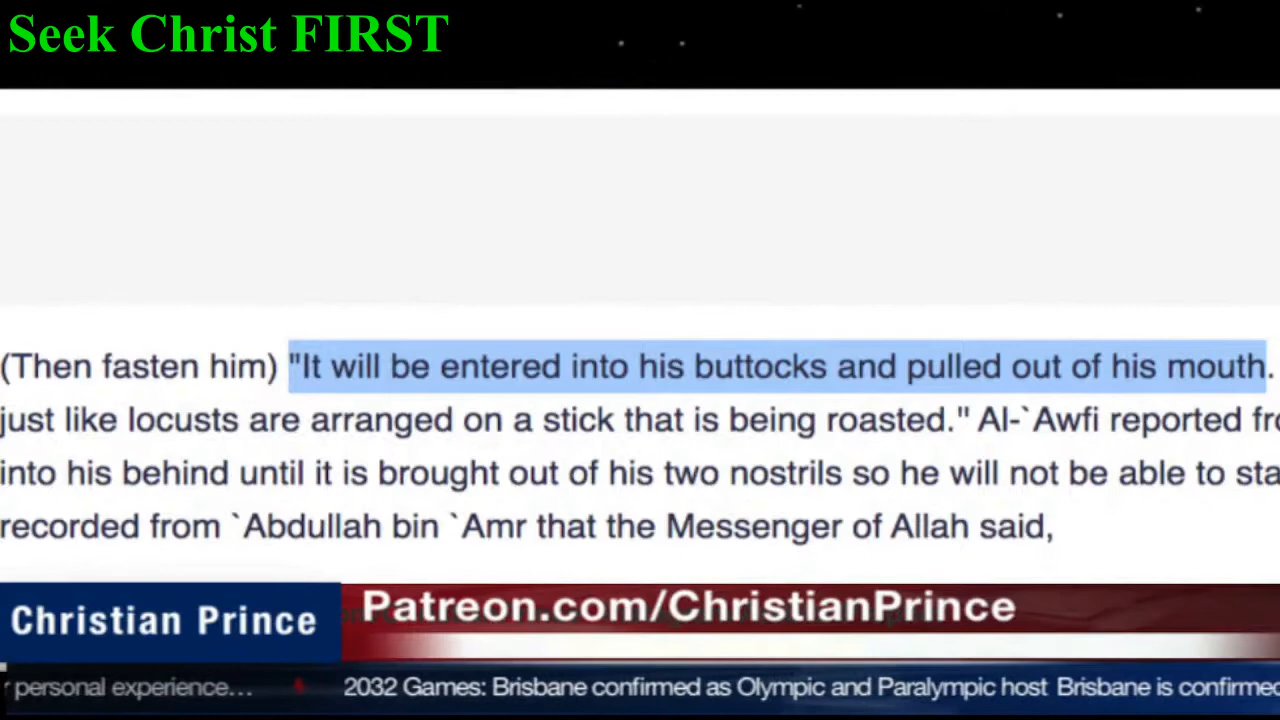 Seek Christ FIRST
(Then fasten him) "It will be entered into his buttocks and pulled out of his mouth.
just like locusts are arranged on a stick that is being roasted." Al-`Awfi reported fro
into his behind until it is brought out of his two nostrils so he will not be able to sta
recorded from `Abdullah bin `Amr that the Messenger of Allah said,
Christian Prince
Patreon.com/ChristianPrince
personal experience... 2032 Games: Brisbane confirmed as Olympic and Paralympic host Brisbane is confirmed